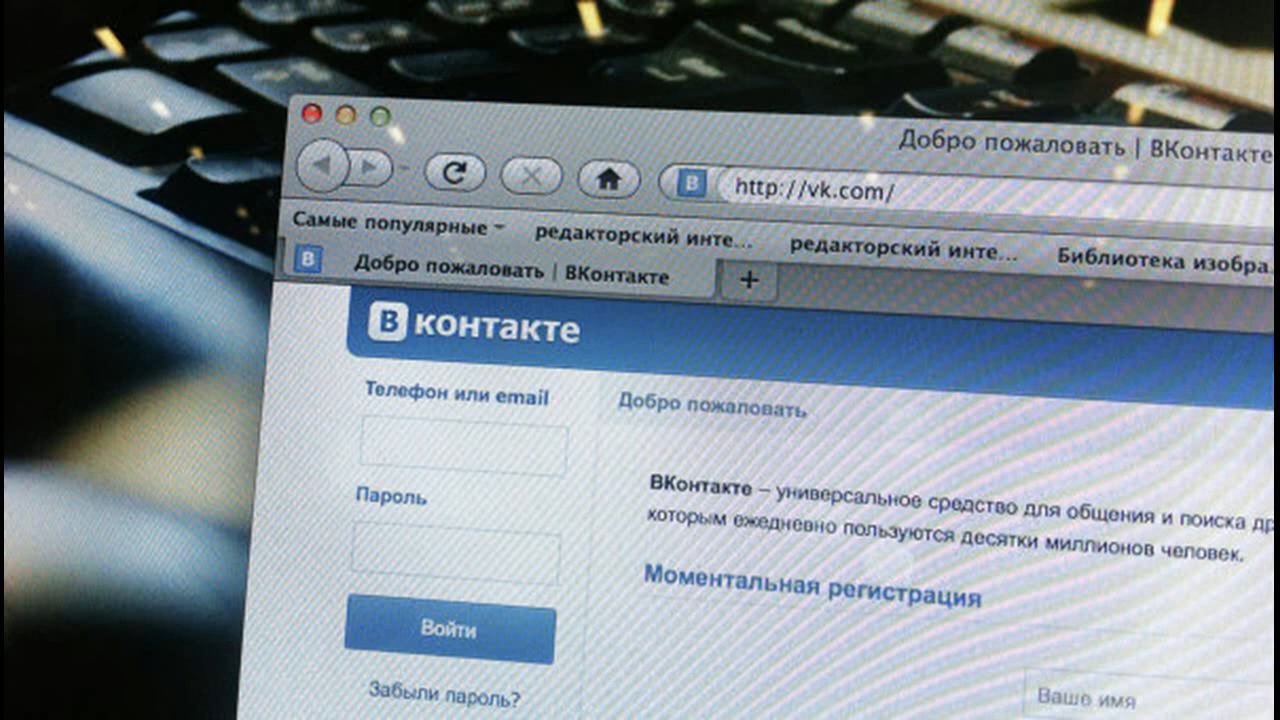 Добро пожаловать | ВКонтакте
http://vk.com/
Самые популярные
редакторский инте...
редакторский инте...
Библиотека изобра
В
Добро пожаловать | ВКонтакте
В контакте
Телефон или email
Добро пожаловать
Пароль
ВКонтакте – универсальное средство для общения и поиска др
которым ежедневно пользуются десятки миллионов человек.
Моментальная регистрация
Войти
Забыли пароль?
Ваше имя